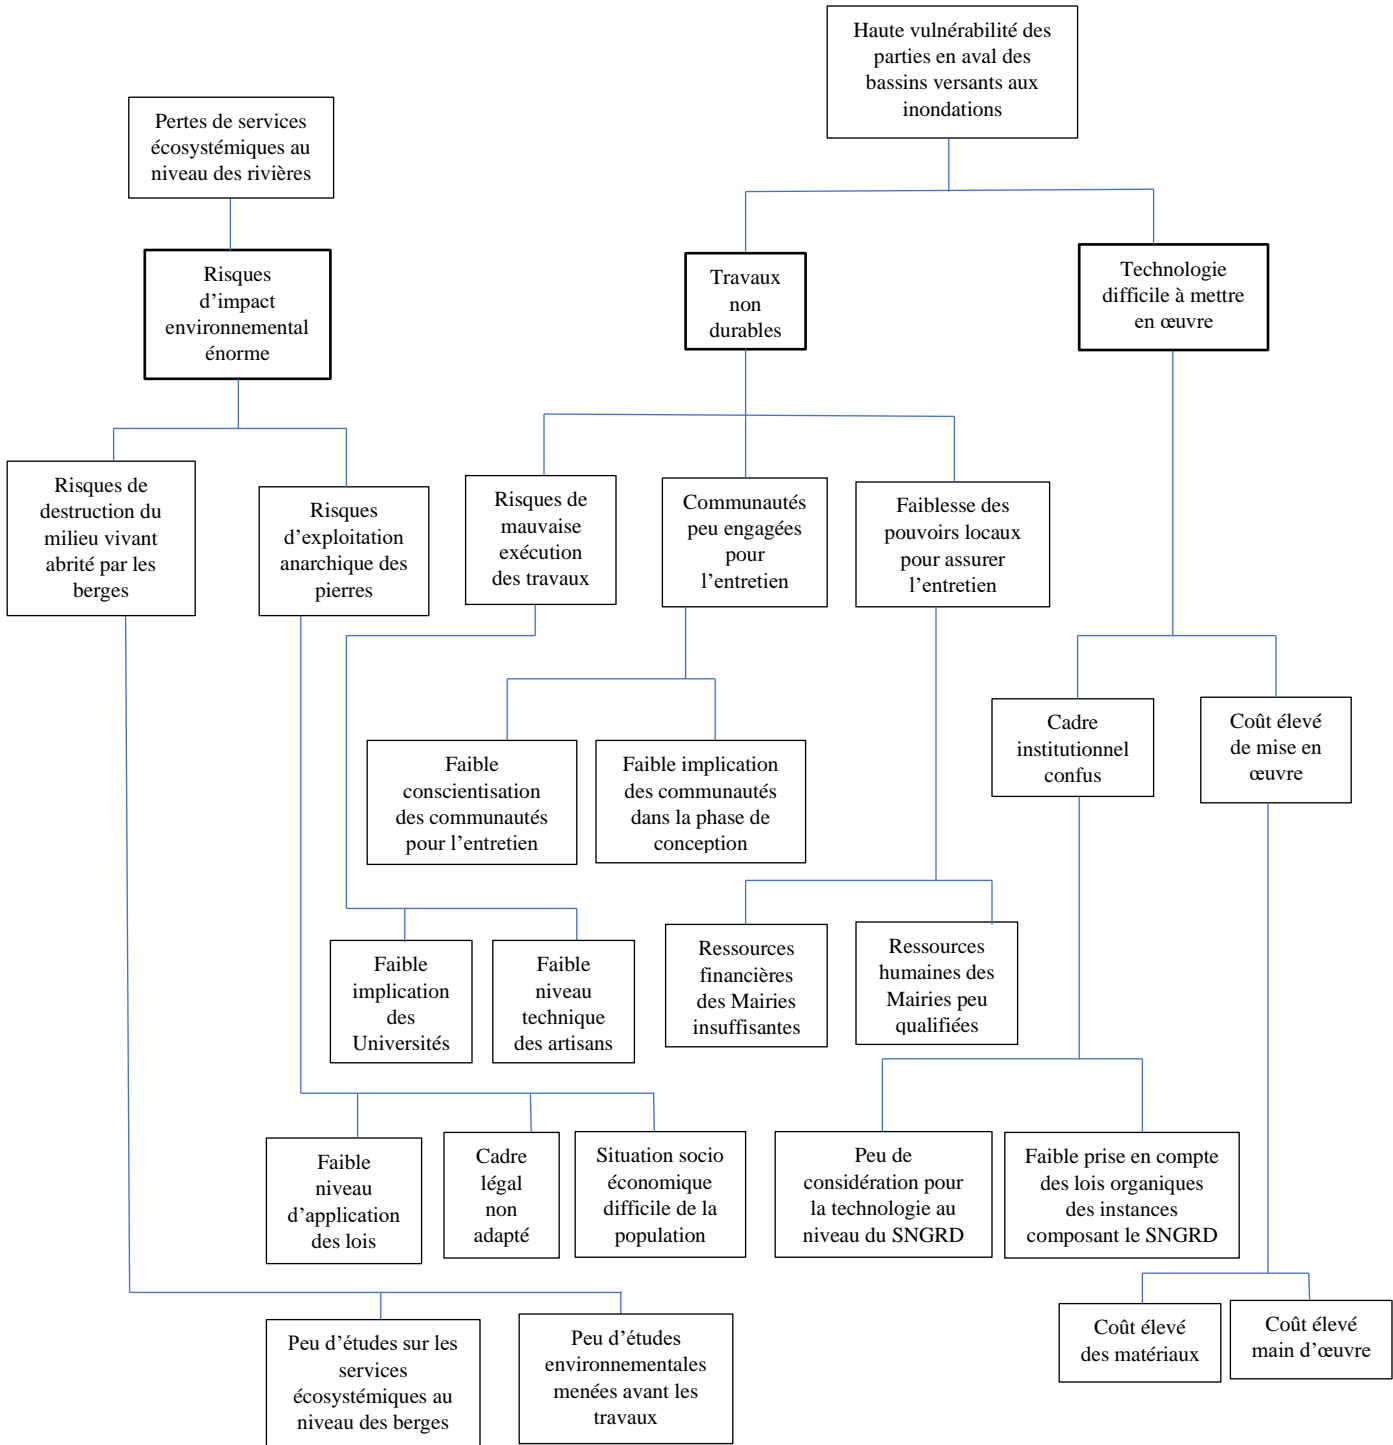 Haute vulnérabilité des
parties en aval des
bassins versants aux
inondations
Pertes de services
écosystémiques au
niveau des rivières
Risques
d’impact
environnemental
énorme
Travaux
non
durables
Technologie
difficile à mettre
en œuvre
Risques de
destruction du
milieu vivant
abrité par les
berges
Risques
d’exploitation
anarchique des
pierres
Risques de
mauvaise
exécution
des travaux
Communautés
peu engagées
pour
l’entretien
Faiblesse des
pouvoirs locaux
pour assurer
l’entretien
Cadre
institutionnel
confus
Coût élevé
de mise en
œuvre
Faible
conscientisation
des communautés
pour l’entretien
Faible implication
des communautés
dans la phase de
conception
Faible
implication
des
Universités
Faible
niveau
technique
des artisans
Ressources
financières
des Mairies
insuffisantes
Ressources
humaines des
Mairies peu
qualifiées
Faible
niveau
d’application
des lois
Cadre
légal
non
adapté
Situation socio
économique
difficile de la
population
Peu de
considération pour
la technologie au
niveau du SNGRD
Faible prise en compte
des lois organiques
des instances
composant le SNGRD
Peu d’études sur les
services
écosystémiques au
niveau des berges
Peu d’études
environnementales
menées avant les
travaux
Coût élevé
des matériaux
Coût élevé
main d’œuvre